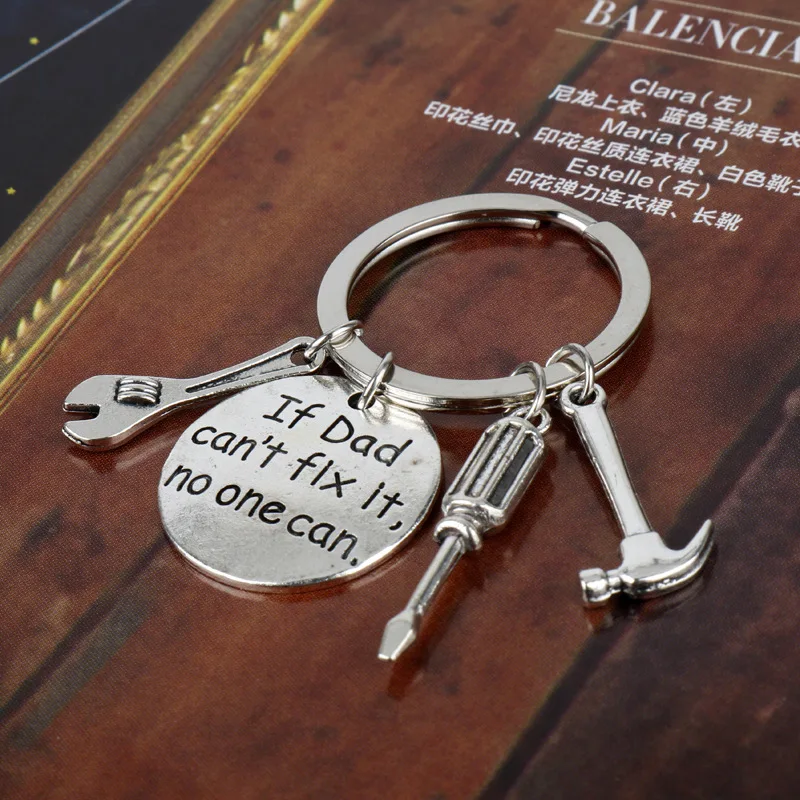 BALENCIA
Clara(左)
尼龙上衣、蓝色羊绒毛衣
Maria(中)
印花丝巾、印花丝质连衣裙、白色靴子
Estelle(右)
印花弹力连衣裙、长靴
If Dad
can't fix it,
no one can.